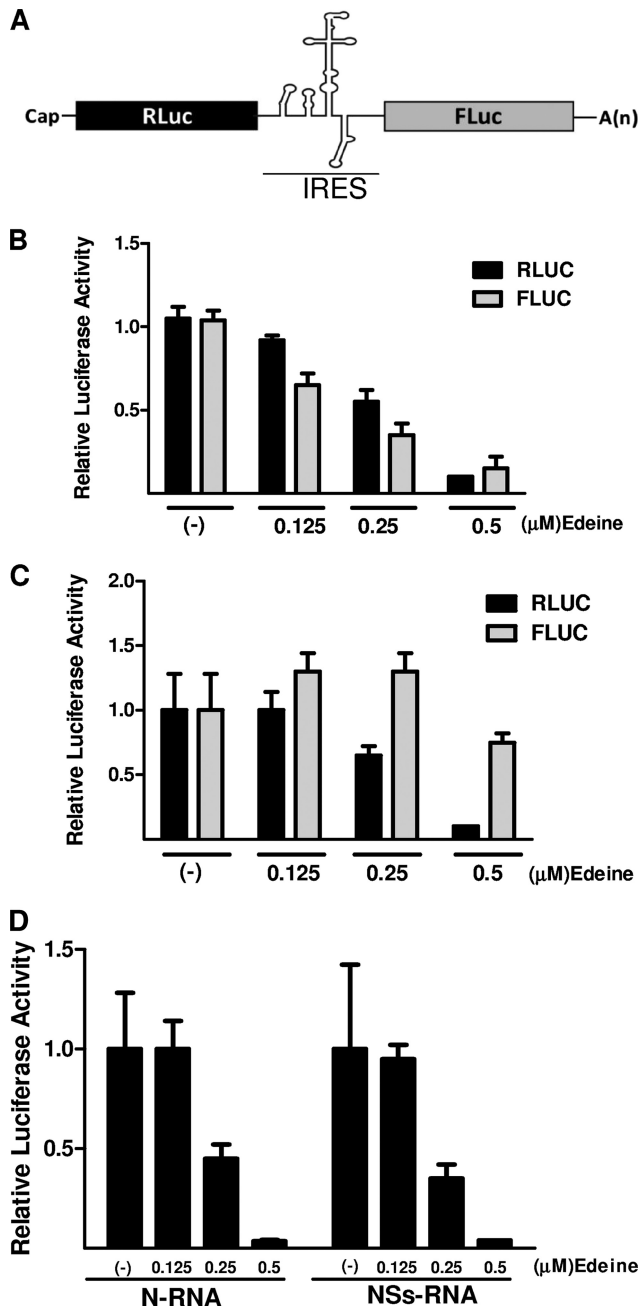 A
Cap
RLuc
FLuc
A(n)
IRES
B
Relative Luciferase Activity
1.5
1.0
0.5
RLUC
FLUC
(-) 0.125 0.25 0.5 (μM)Edeine
C
Relative Luciferase Activity
2.0
1.5
1.0
0.5
RLUC
FLUC
(-) 0.125 0.25 0.5 (μM)Edeine
D
Relative Luciferase Activity
1.5
1.0
0.5
(-) 0.125 0.25 0.5 (-) 0.125 0.25 0.5 (μM)Edeine
N-RNA NSs-RNA